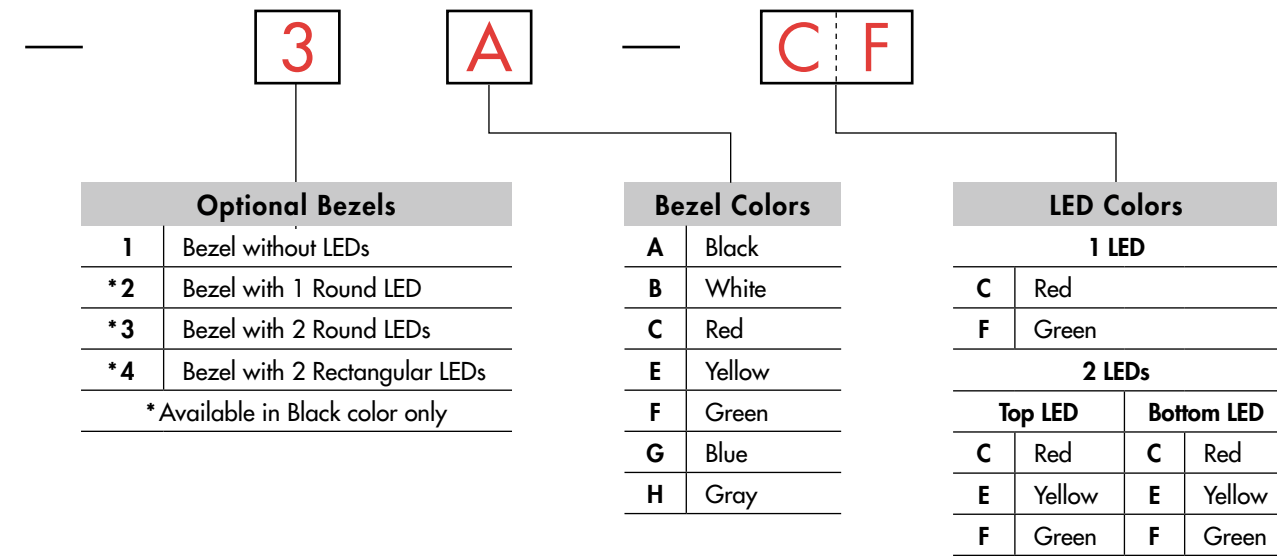 — 3 A — C F
Optional Bezels
1 Bezel without LEDs
*2 Bezel with 1 Round LED
*3 Bezel with 2 Round LEDs
*4 Bezel with 2 Rectangular LEDs
*Available in Black color only
Bezel Colors
A Black
B White
C Red
E Yellow
F Green
G Blue
H Gray
LED Colors
1 LED
C Red
F Green
2 LEDs
Top LED Bottom LED
C Red C Red
E Yellow E Yellow
F Green F Green